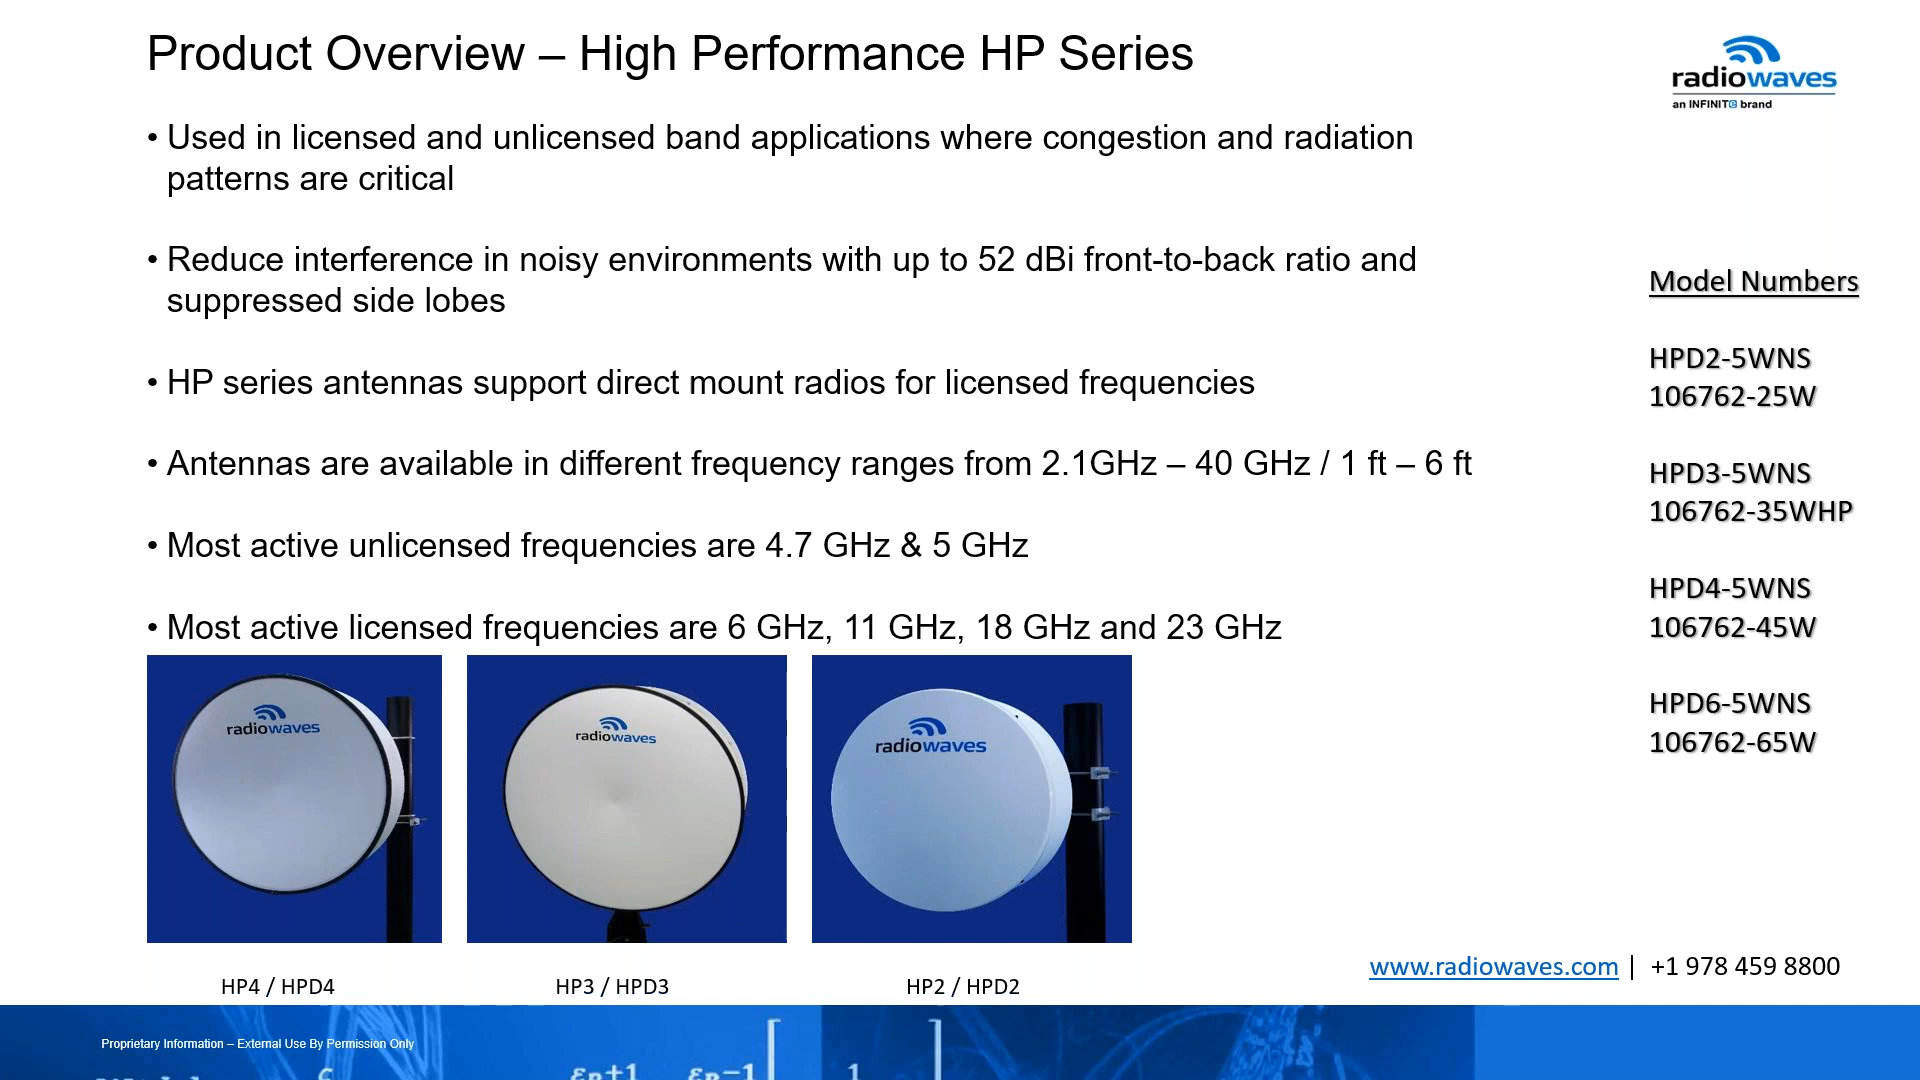 Product Overview – High Performance HP Series
radiowaves
an INFINIT© brand
• Used in licensed and unlicensed band applications where congestion and radiation
patterns are critical
• Reduce interference in noisy environments with up to 52 dBi front-to-back ratio and
suppressed side lobes
• HP series antennas support direct mount radios for licensed frequencies
• Antennas are available in different frequency ranges from 2.1GHz – 40 GHz / 1 ft – 6 ft
• Most active unlicensed frequencies are 4.7 GHz & 5 GHz
• Most active licensed frequencies are 6 GHz, 11 GHz, 18 GHz and 23 GHz
Model Numbers
HPD2-5WNS
106762-25W
HPD3-5WNS
106762-35WHP
HPD4-5WNS
106762-45W
HPD6-5WNS
106762-65W
radiowaves
radiowaves
radiowaves
HP4 / HPD4
HP3 / HPD3
HP2 / HPD2
www.radiowaves.com | +1 978 459 8800
Proprietary Information – External Use By Permission Only